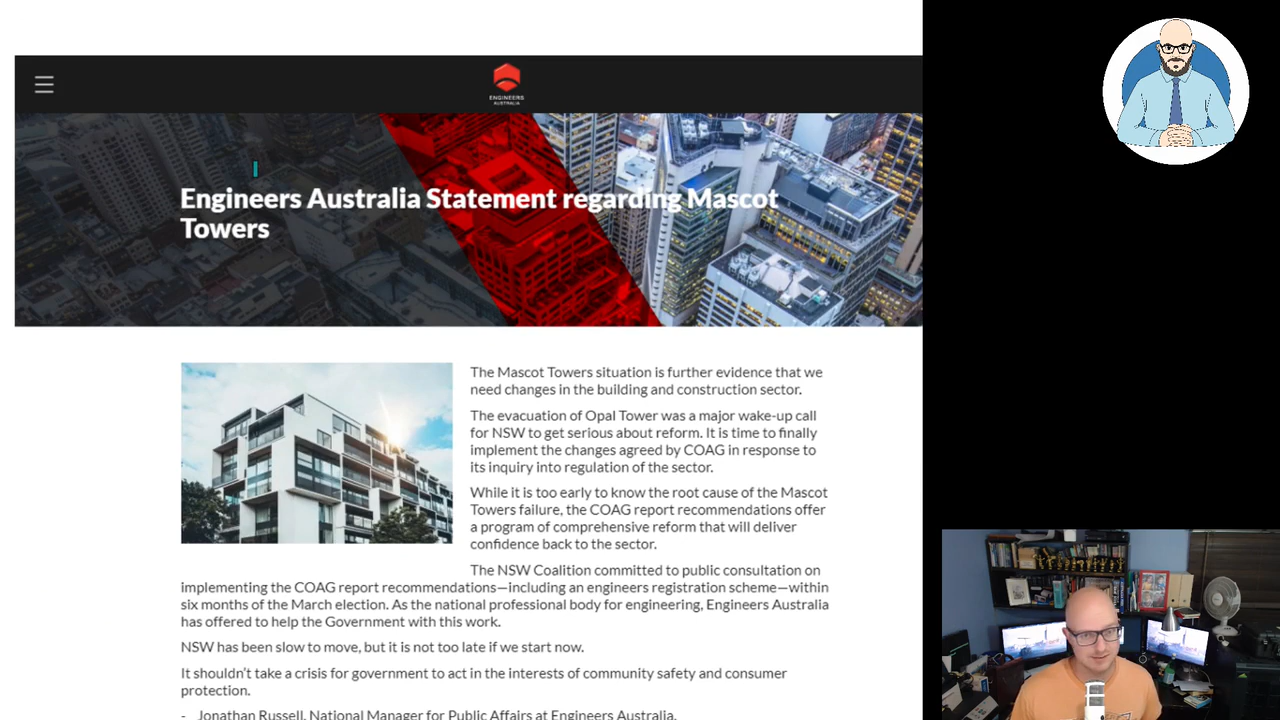 ENGINEERS
AUSTRALIA
Engineers Australia Statement regarding Mascot
Towers
The Mascot Towers situation is further evidence that we
need changes in the building and construction sector.
The evacuation of Opal Tower was a major wake-up call
for NSW to get serious about reform. It is time to finally
implement the changes agreed by COAG in response to
its inquiry into regulation of the sector.
While it is too early to know the root cause of the Mascot
Towers failure, the COAG report recommendations offer
a program of comprehensive reform that will deliver
confidence back to the sector.
The NSW Coalition committed to public consultation on
implementing the COAG report recommendations—including an engineers registration scheme—within
six months of the March election. As the national professional body for engineering, Engineers Australia
has offered to help the Government with this work.
NSW has been slow to move, but it is not too late if we start now.
It shouldn't take a crisis for government to act in the interests of community safety and consumer
protection.
- Jonathan Russell, National Manager for Public Affairs at Engineers Australia.